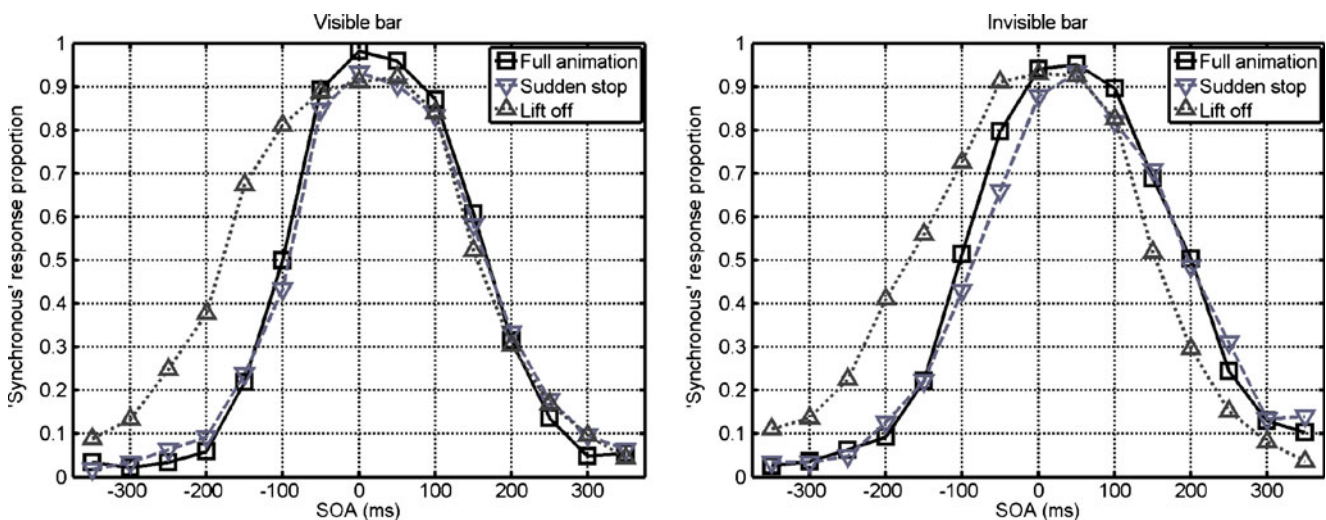 Visible bar
'Synchronous' response proportion
1
0.9
0.8
0.7
0.6
0.5
0.4
0.3
0.2
0.1
0
Full animation
Sudden stop
Lift off
-300 -200 -100 0 100 200 300
SOA (ms)
Invisible bar
'Synchronous' response proportion
1
0.9
0.8
0.7
0.6
0.5
0.4
0.3
0.2
0.1
0
Full animation
Sudden stop
Lift off
-300 -200 -100 0 100 200 300
SOA (ms)